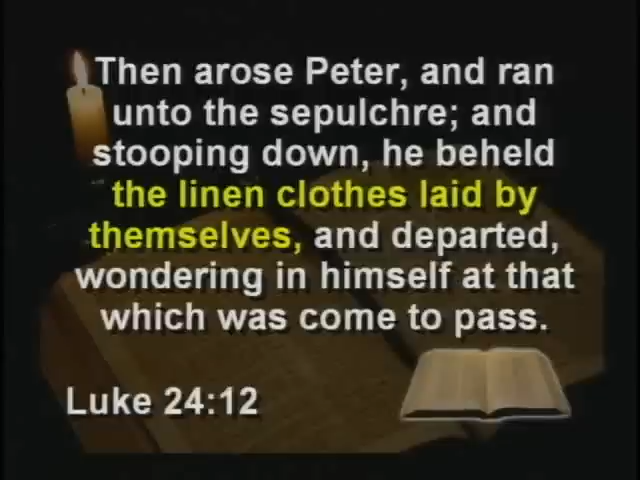 Then arose Peter, and ran
unto the sepulchre; and
stooping down, he beheld
the linen clothes laid by
themselves, and departed,
wondering in himself at that
which was come to pass.
Luke 24:12